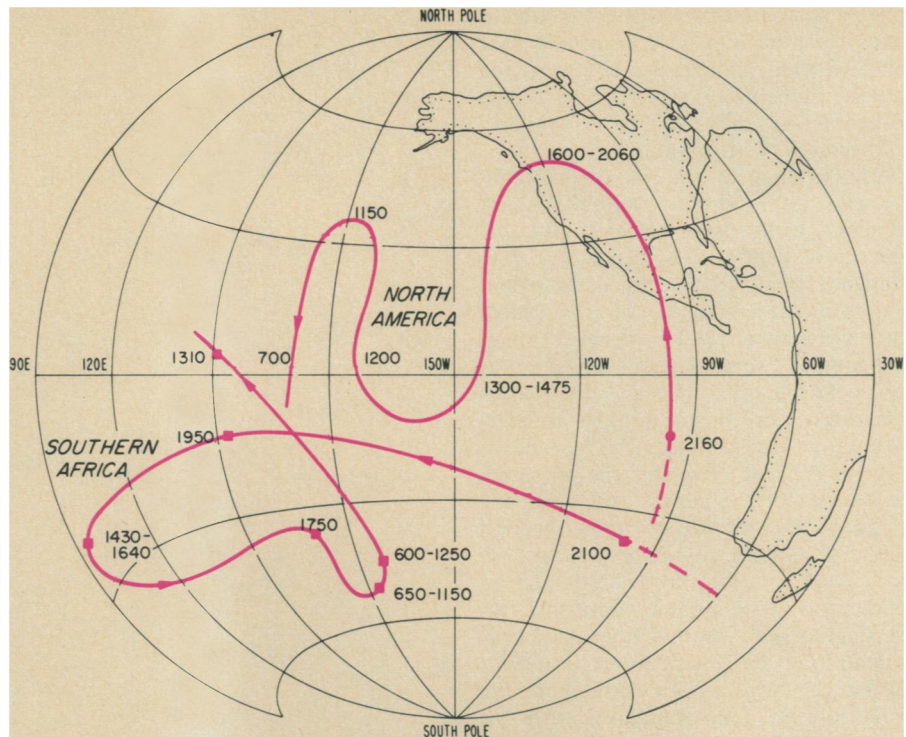 NORTH POLE
1600-2060
1150
NORTH
AMERICA
1310
700
1200
90E
120E
150W
120W
90W
60W
30W
1300-1475
SOUTHERN
AFRICA
1950
2160
1430-
1640
1750
600-1250
2100
650-1150
SOUTH POLE